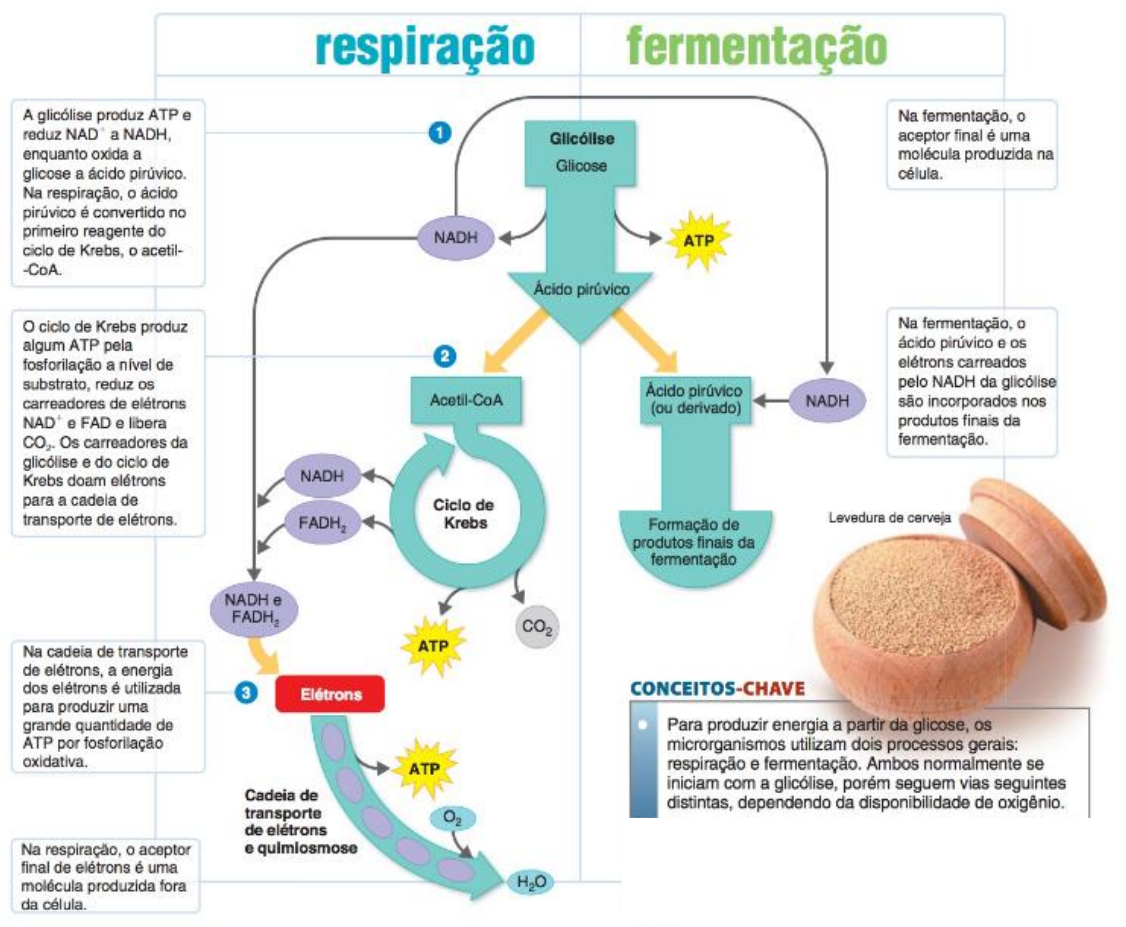 respiração
fermentação
A glicólise produz ATP e
reduz NAD⁺ a NADH,
enquanto oxida a
glicose a ácido pirúvico.
Na respiração, o ácido
pirúvico é convertido no
primeiro reagente do
ciclo de Krebs, o acetil-
-CoA.
1
Glicólise
Glicose
NADH
ATP
Ácido pirúvico
Na fermentação, o
aceptor final é uma
molécula produzida na
célula.
O ciclo de Krebs produz
algum ATP pela
fosforilação a nível de
substrato, reduz os
carreadores de elétrons
NAD⁺ e FAD e libera
CO₂. Os carreadores da
glicólise e do ciclo de
Krebs doam elétrons
para a cadeia de
transporte de elétrons.
2
Acetil-CoA
NADH
FADH₂
Ciclo de
Krebs
NADH e
FADH₂
ATP
CO₂
Ácido pirúvico
(ou derivado)
NADH
Formação de
produtos finais da
fermentação
Na fermentação, o
ácido pirúvico e os
elétrons carreados
pelo NADH da glicólise
são incorporados nos
produtos finais da
fermentação.
Levedura de cerveja
Na cadeia de transporte
de elétrons, a energia
dos elétrons é utilizada
para produzir uma
grande quantidade de
ATP por fosforilação
oxidativa.
3
Elétrons
ATP
Cadeia de
transporte
de elétrons
e quimiosmose
O₂
H₂O
Na respiração, o aceptor
final de elétrons é uma
molécula produzida fora
da célula.
CONCEITOS-CHAVE
Para produzir energia a partir da glicose, os
microrganismos utilizam dois processos gerais:
respiração e fermentação. Ambos normalmente se
iniciam com a glicólise, porém seguem vias seguintes
distintas, dependendo da disponibilidade de oxigênio.